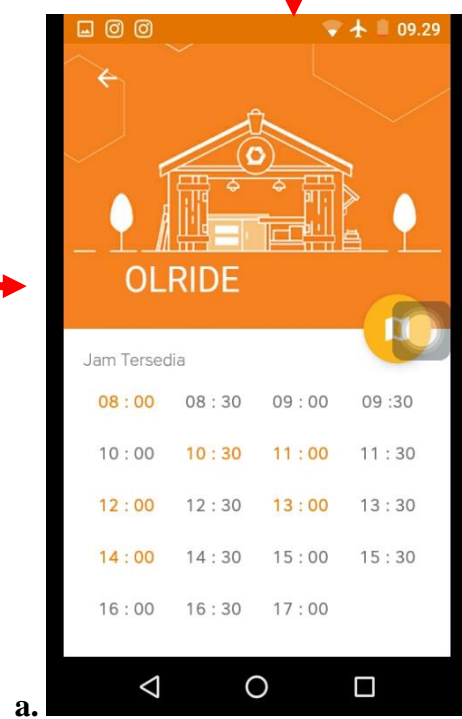 09.29
OLRIDE
Jam Tersedia
08 : 00 08 : 30 09 : 00 09 :30
10 : 00 10 : 30 11 : 00 11 : 30
12 : 00 12 : 30 13 : 00 13 : 30
14 : 00 14 : 30 15 : 00 15 : 30
16 : 00 16 : 30 17 : 00
a.